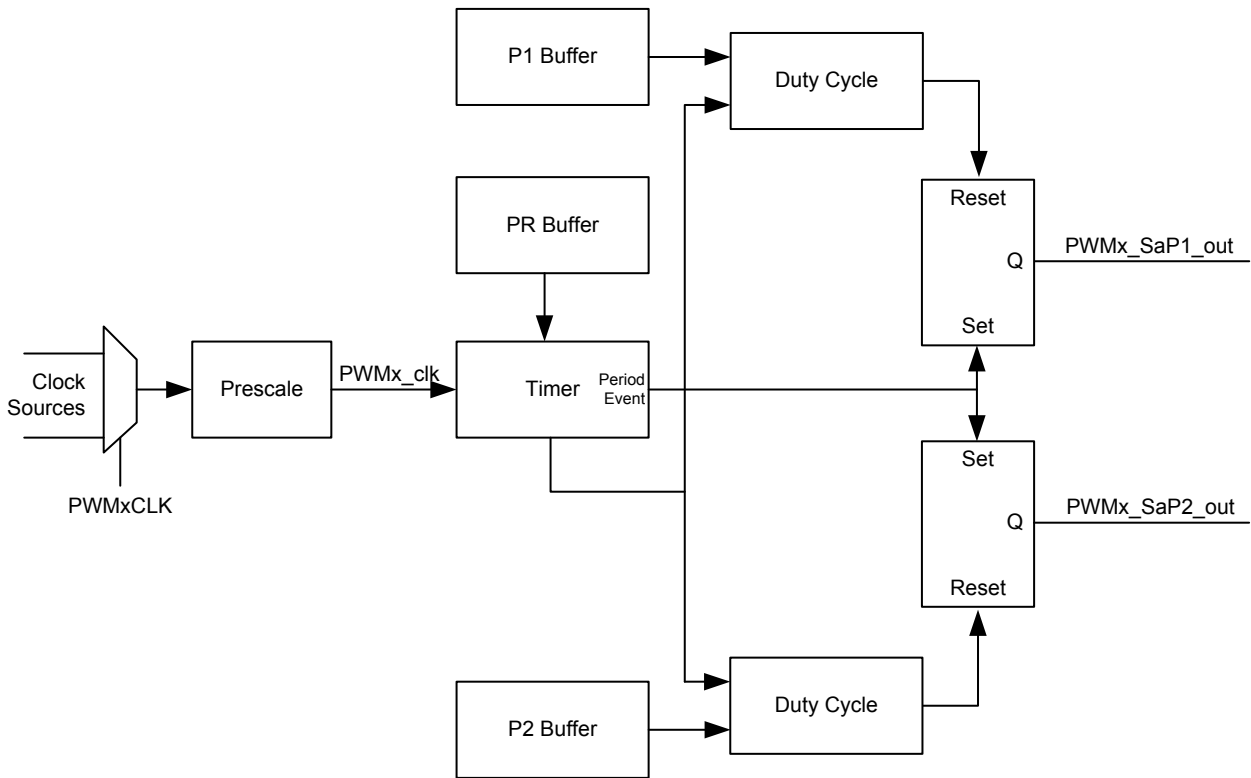 P1 Buffer
Duty Cycle
Reset
PR Buffer
Q
PWMx_SaP1_out
Set
Clock
Sources
Prescale
PWMx_clk
Timer
Period
Event
PWMxCLK
Set
Q
PWMx_SaP2_out
Reset
Duty Cycle
P2 Buffer